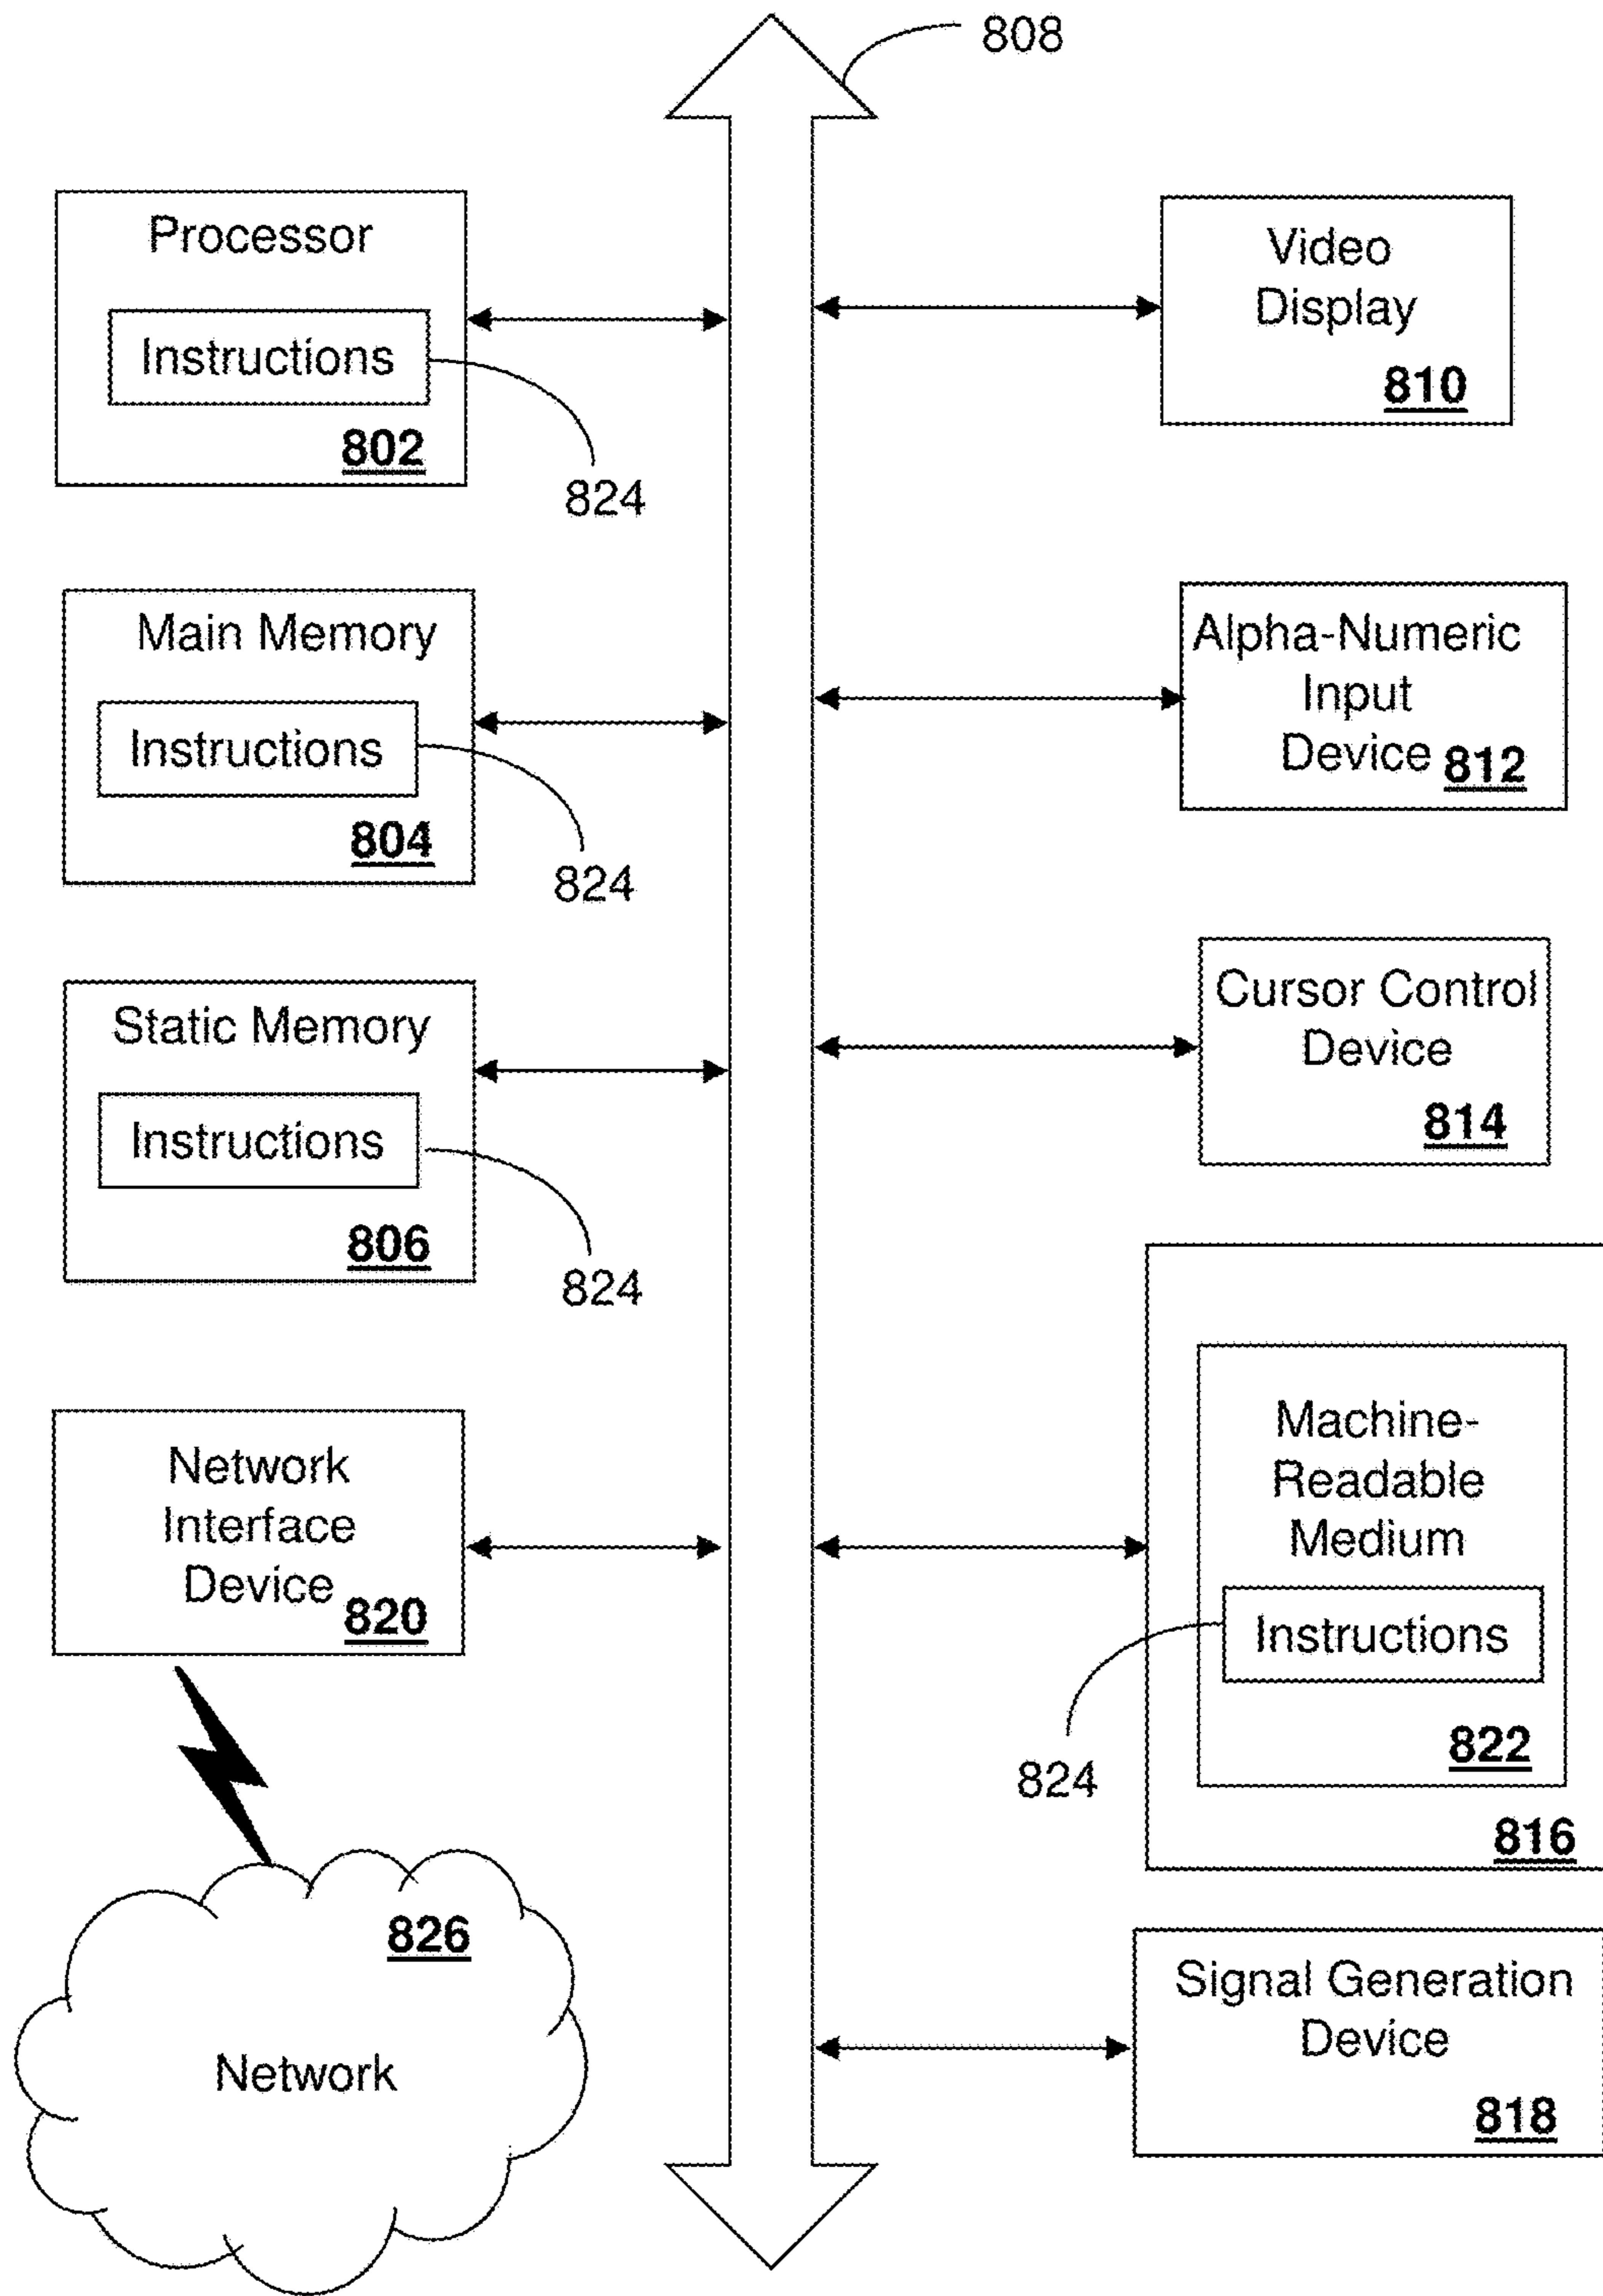 808
Processor
Instructions
802
824
Main Memory
Instructions
804
824
Static Memory
Instructions
806
824
Network
Interface
Device
820
826
Network
Video
Display
810
Alpha-Numeric
Input
Device 812
Cursor Control
Device
814
Machine-
Readable
Medium
Instructions
824
822
816
Signal Generation
Device
818